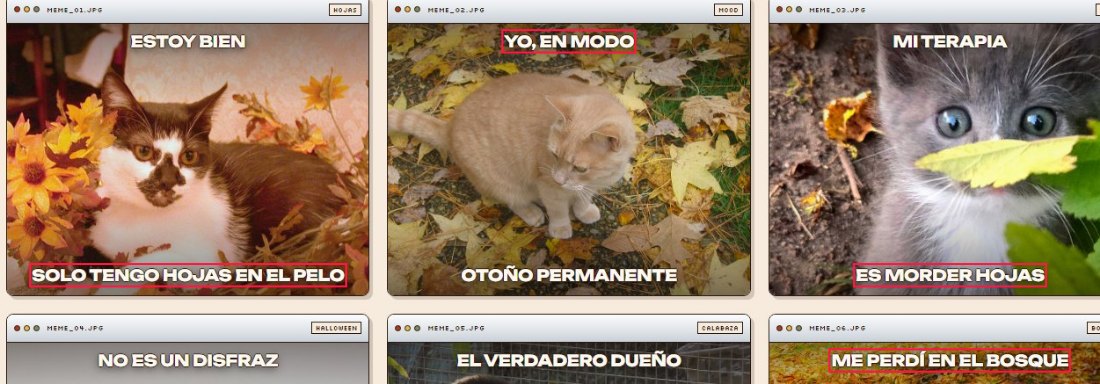 MEME_01.JPG
HOJAS
ESTOY BIEN
SOLO TENGO HOJAS EN EL PELO
MEME_02.JPG
MOOD
YO, EN MODO
OTOÑO PERMANENTE
MEME_03.JPG
MI TERAPIA
ES MORDER HOJAS
MEME_04.JPG
HALLOWEEN
NO ES UN DISFRAZ
MEME_05.JPG
CALABAZA
EL VERDADERO DUEÑO
MEME_06.JPG
ME PERDÍ EN EL BOSQUE